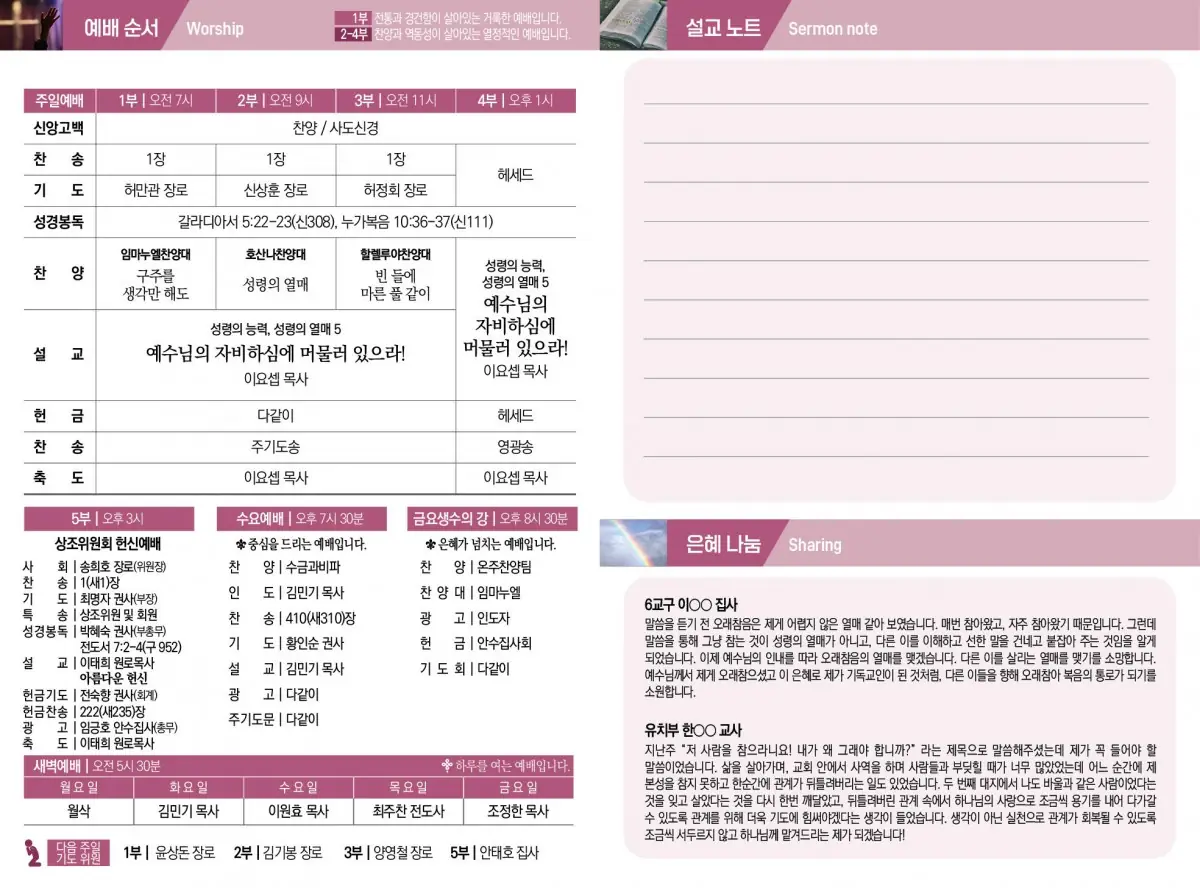 예배 순서 Worship
1부 전통과 경건함이 살아있는 거룩한 예배입니다.
2-4부 찬양과 역동성이 살아있는 열정적인 예배입니다.
주일예배 1부 | 오전 7시 2부 | 오전 9시 3부 | 오전 11시 4부 | 오후 1시
신앙고백 찬양 / 사도신경
찬 송 1장 1장 1장
헤세드
기 도 허만관 장로 신상훈 장로 허정회 장로
성경봉독 갈라디아서 5:22-23(신308), 누가복음 10:36-37(신111)
찬 양
임마누엘찬양대
구주를
생각만 해도
호산나찬양대
성령의 열매
할렐루야찬양대
빈 들에
마른 풀 같이
성령의 능력,
성령의 열매 5
예수님의
자비하심에
머물러 있으라!
이요셉 목사
설 교
성령의 능력, 성령의 열매 5
예수님의 자비하심에 머물러 있으라!
이요셉 목사
헌 금 다같이 헤세드
찬 송 주기도송 영광송
축 도 이요셉 목사 이요셉 목사
5부 | 오후 3시
상조위원회 헌신예배
사 회 | 송희호 장로(위원장)
찬 송 | 1(새1)장
기 도 | 최명자 권사(부장)
특 송 | 상조위원 및 회원
성경봉독 | 박혜숙 권사(부총무)
전도서 7:2-4(구 952)
설 교 | 이태희 원로목사
아름다운 헌신
헌금기도 | 전숙향 권사(회계)
헌금찬송 | 222(새235)장
광 고 | 임긍호 안수집사(총무)
축 도 | 이태희 원로목사
수요예배 | 오후 7시 30분
중심을 드리는 예배입니다.
찬 양 | 수금과비파
인 도 | 김민기 목사
찬 송 | 410(새310)장
기 도 | 황인순 권사
설 교 | 김민기 목사
광 고 | 다같이
주기도문 | 다같이
금요생수의 강 | 오후 8시 30분
은혜가 넘치는 예배입니다.
찬 양 | 온주찬양팀
찬 양 대 | 임마누엘
광 고 | 인도자
헌 금 | 안수집사회
기 도 회 | 다같이
새벽예배 | 오전 5시 30분 하루를 여는 예배입니다.
월요일 화요일 수요일 목요일 금요일
월삭 김민기 목사 이원효 목사 최주찬 전도사 조정한 목사
다음 주일
기도 위원
1부 | 윤상돈 장로 2부 | 김기봉 장로 3부 | 양영철 장로 5부 | 안태호 집사
설교 노트 Sermon note
은혜 나눔 Sharing
6교구 이○○ 집사
말씀을 듣기 전 오래참음은 제게 어렵지 않은 열매 같아 보였습니다. 매번 참아왔고, 자주 참아왔기 때문입니다. 그런데
말씀을 통해 그냥 참는 것이 성령의 열매가 아니고, 다른 이를 이해하고 선한 말을 건네고 붙잡아 주는 것임을 알게
되었습니다. 이제 예수님의 인내를 따라 오래참음의 열매를 맺겠습니다. 다른 이를 살리는 열매를 맺기를 소망합니다.
예수님께서 제게 오래참으셨고 이 은혜로 제가 기독교인이 된 것처럼, 다른 이들을 향해 오래참아 복음의 통로가 되기를
소원합니다.
유치부 한○○ 교사
지난주 "저 사람을 참으라니요! 내가 왜 그래야 합니까?" 라는 제목으로 말씀해주셨는데 제가 꼭 들어야 할
말씀이었습니다. 삶을 살아가며, 교회 안에서 사역을 하며 사람들과 부딪힐 때가 너무 많았었는데 어느 순간에 제
본성을 참지 못하고 한순간에 관계가 뒤틀려버리는 일도 있었습니다. 두 번째 대지에서 나도 바울과 같은 사람이었다는
것을 잊고 살았다는 것을 다시 한번 깨달았고, 뒤틀려버린 관계 속에서 하나님의 사랑으로 조금씩 용기를 내어 다가갈
수 있도록 관계를 위해 더욱 기도에 힘써야겠다는 생각이 들었습니다. 생각이 아닌 실천으로 관계가 회복될 수 있도록
조금씩 서두르지 않고 하나님께 맡겨드리는 제가 되겠습니다!